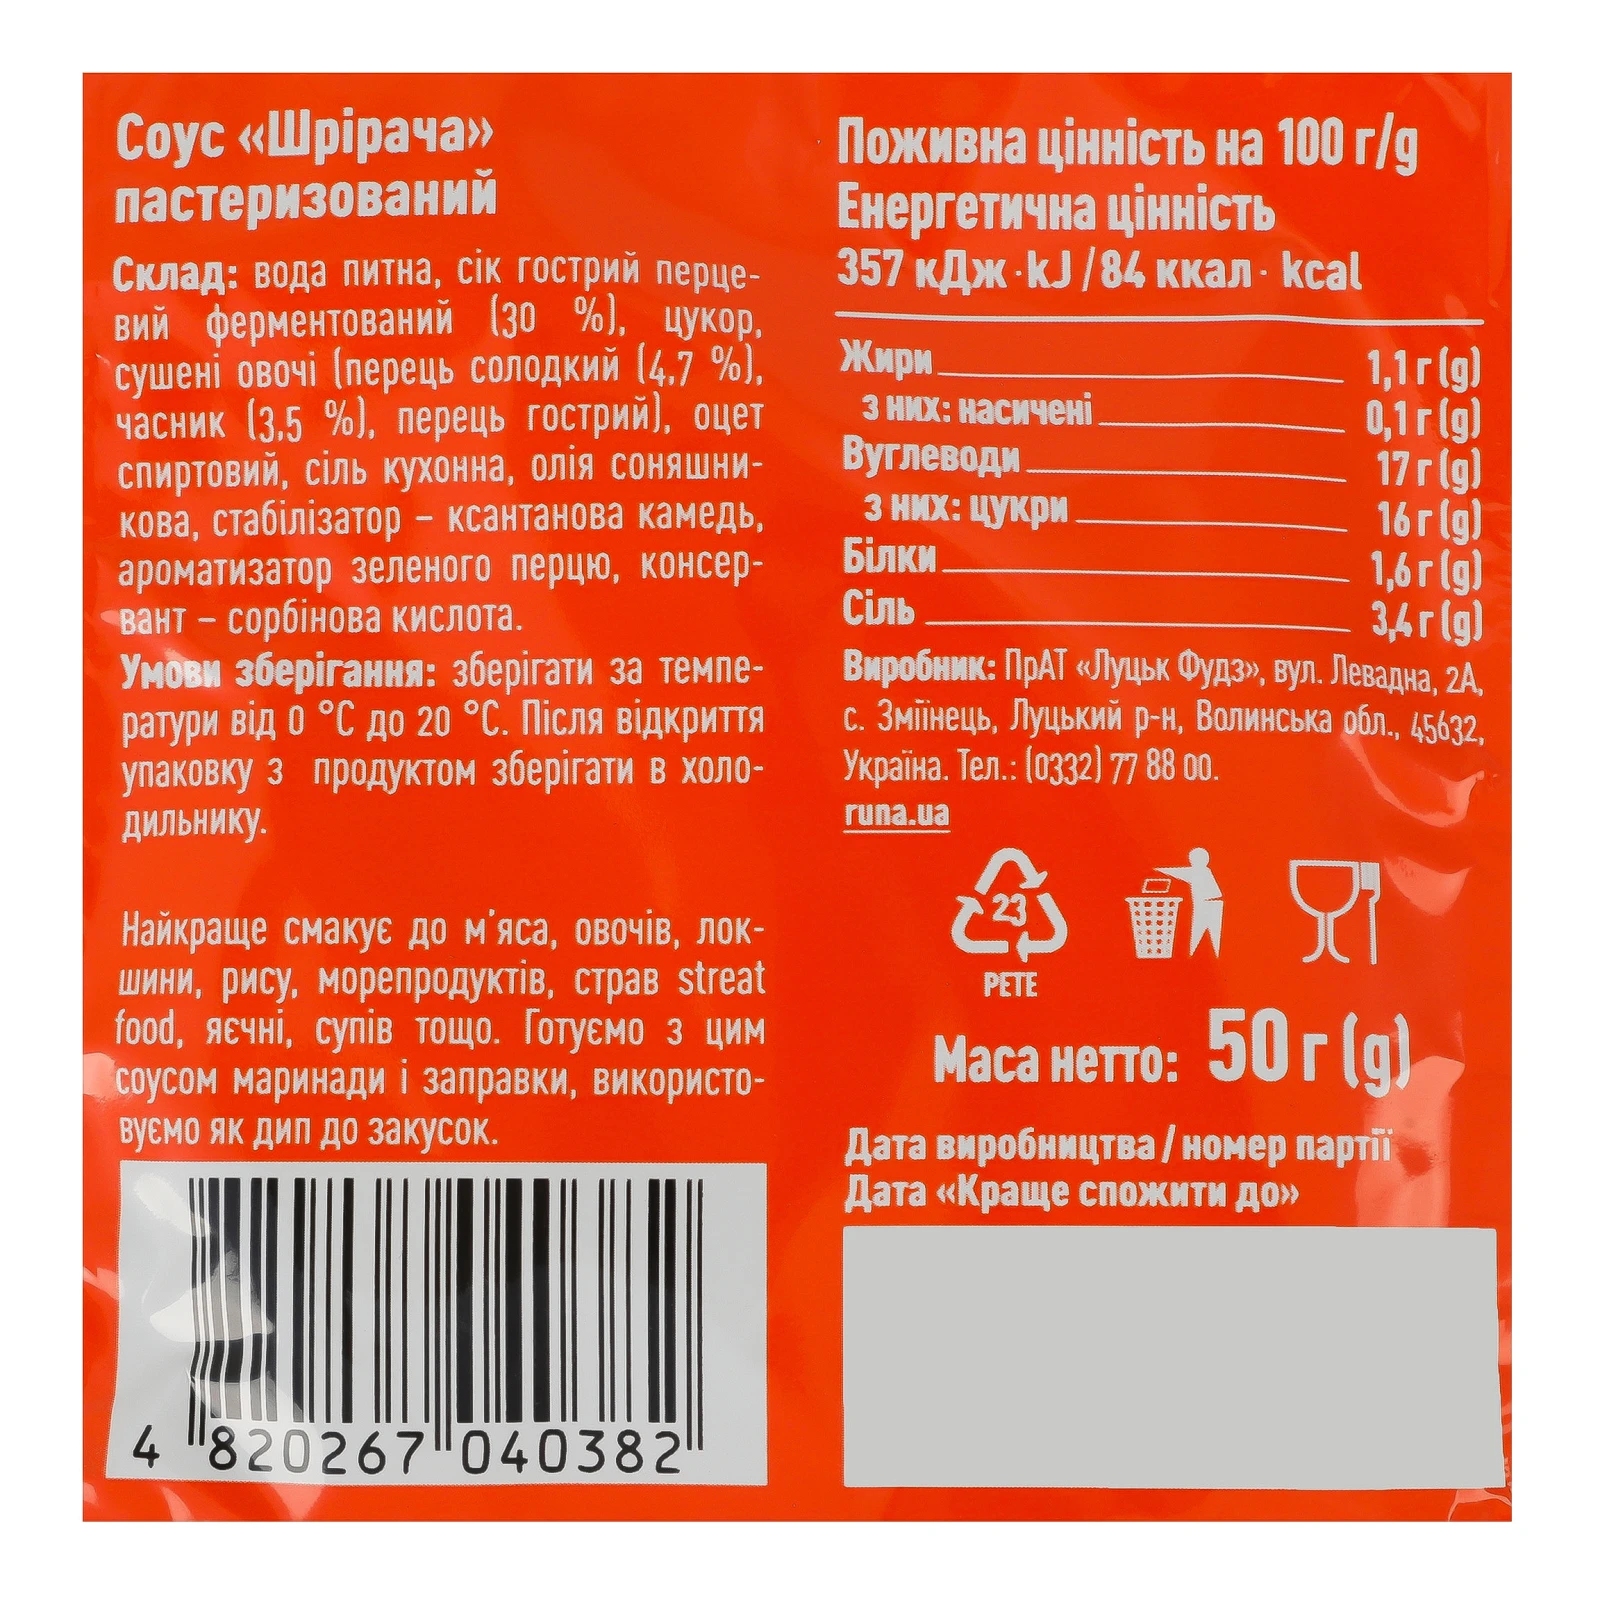 Соус «Шрірача»
пастеризований
Склад: вода питна, сік гострий перце-
вий ферментований (30 %), цукор,
сушені овочі (перець солодкий (4,7 %),
часник (3,5 %), перець гострий), оцет
спиртовий, сіль кухонна, олія соняшни-
кова, стабілізатор – ксантанова камедь,
ароматизатор зеленого перцю, консер-
вант – сорбінова кислота.
Умови зберігання: зберігати за темпе-
ратури від 0 °С до 20 °С. Після відкриття
упаковку з продуктом зберігати в холо-
дильнику.
Найкраще смакує до м'яса, овочів, лок-
шини, рису, морепродуктів, страв streat
food, яєчні, супів тощо. Готуємо з цим
соусом маринади і заправки, використо-
вуємо як дип до закусок.
4 820267 040382
Поживна цінність на 100 г/g
Енергетична цінність
357 кДж·kJ / 84 ккал· kcal
Жири 1,1 г (g)
з них: насичені 0,1 г (g)
Вуглеводи 17 г (g)
з них: цукри 16 г (g)
Білки 1,6 г (g)
Сіль 3,4 г (g)
Виробник: ПрАТ «Луцьк Фудз», вул. Левадна, 2А,
с. Зміїнець, Луцький р-н, Волинська обл., 45632,
Україна. Тел.: (0332) 77 88 00.
runa.ua
23
PETE
Маса нетто: 50 г (g)
Дата виробництва / номер партії
Дата «Краще спожити до»